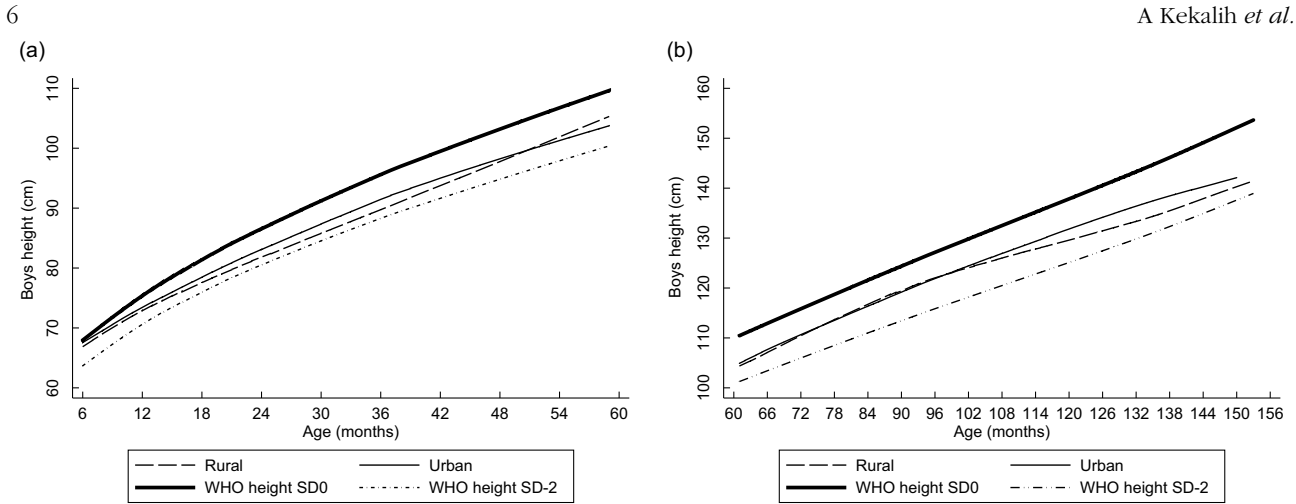 6 A Kekalih et al.
(a)
110
100
90
80
70
60
Boys height (cm)
6 12 18 24 30 36 42 48 54 60
Age (months)
Rural Urban
WHO height SD0 WHO height SD-2
(b)
160
150
140
130
120
110
100
Boys height (cm)
60 66 72 78 84 90 96 102 108 114 120 126 132 138 144 150 156
Age (months)
Rural Urban
WHO height SD0 WHO height SD-2